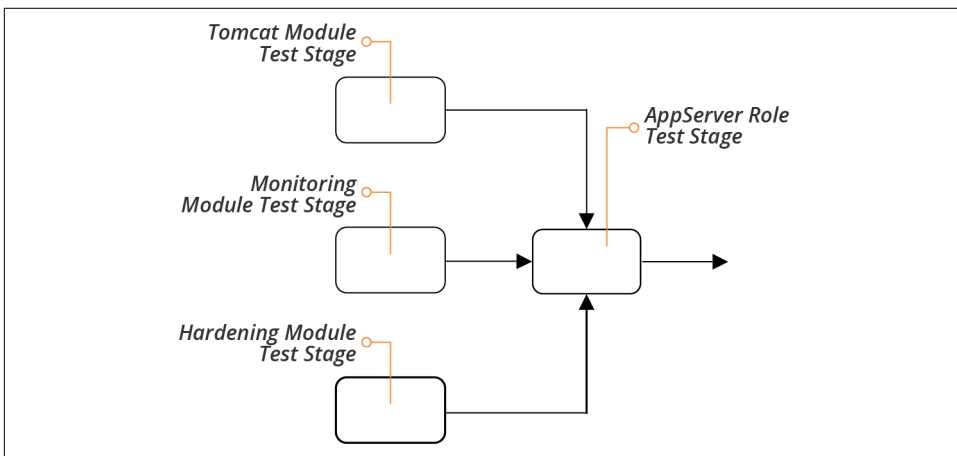 Tomcat Module
Test Stage
AppServer Role
Test Stage
Monitoring
Module Test Stage
Hardening Module
Test Stage